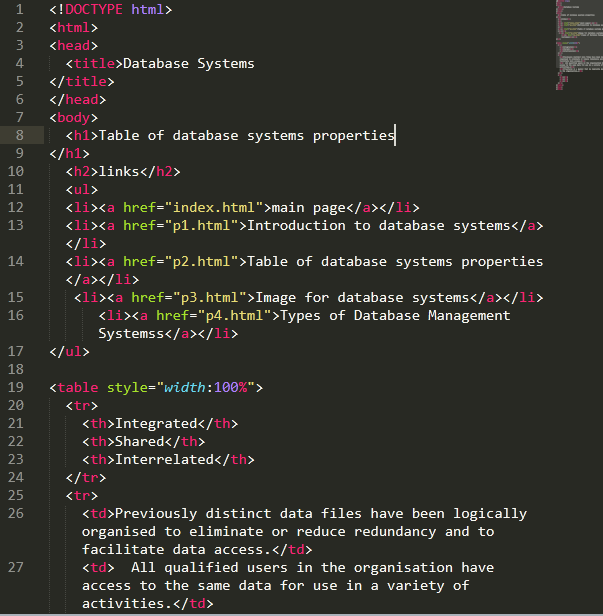 1 <!DOCTYPE html>
2 <html>
3 <head>
4 <title>Database Systems
5 </title>
6 </head>
7 <body>
8 <h1>Table of database systems properties
9 </h1>
10 <h2>links</h2>
11 <ul>
12 <li><a href="index.html">main page</a></li>
13 <li><a href="p1.html">Introduction to database systems</a>
</li>
14 <li><a href="p2.html">Table of database systems properties
</a></li>
15 <li><a href="p3.html">Image for database systems</a></li>
16 <li><a href="p4.html">Types of Database Management
Systemss</a></li>
17 </ul>
18
19 <table style="width:100%">
20 <tr>
21 <th>Integrated</th>
22 <th>Shared</th>
23 <th>Interrelated</th>
24 </tr>
25 <tr>
26 <td>Previously distinct data files have been logically
organised to eliminate or reduce redundancy and to
facilitate data access.</td>
27 <td>  All qualified users in the organisation have
access to the same data for use in a variety of
activities.</td>